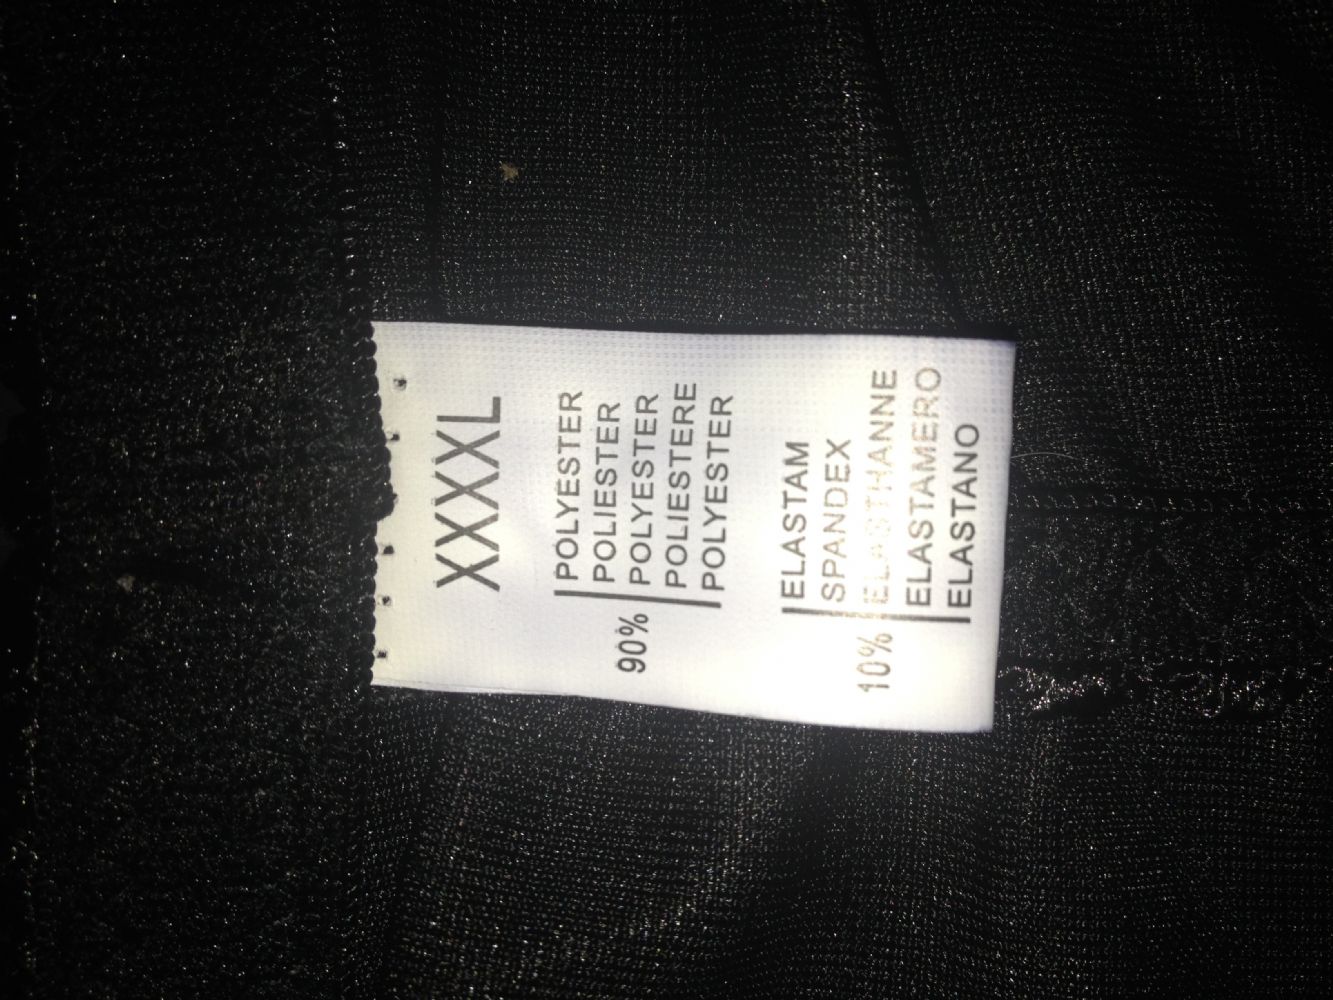 XXXXL
POLYESTER
POLIESTER
90% POLYESTER
POLIESTERE
POLYESTER
ELASTAM
SPANDEX
10% ELASTHANNE
ELASTAMERO
ELASTANO